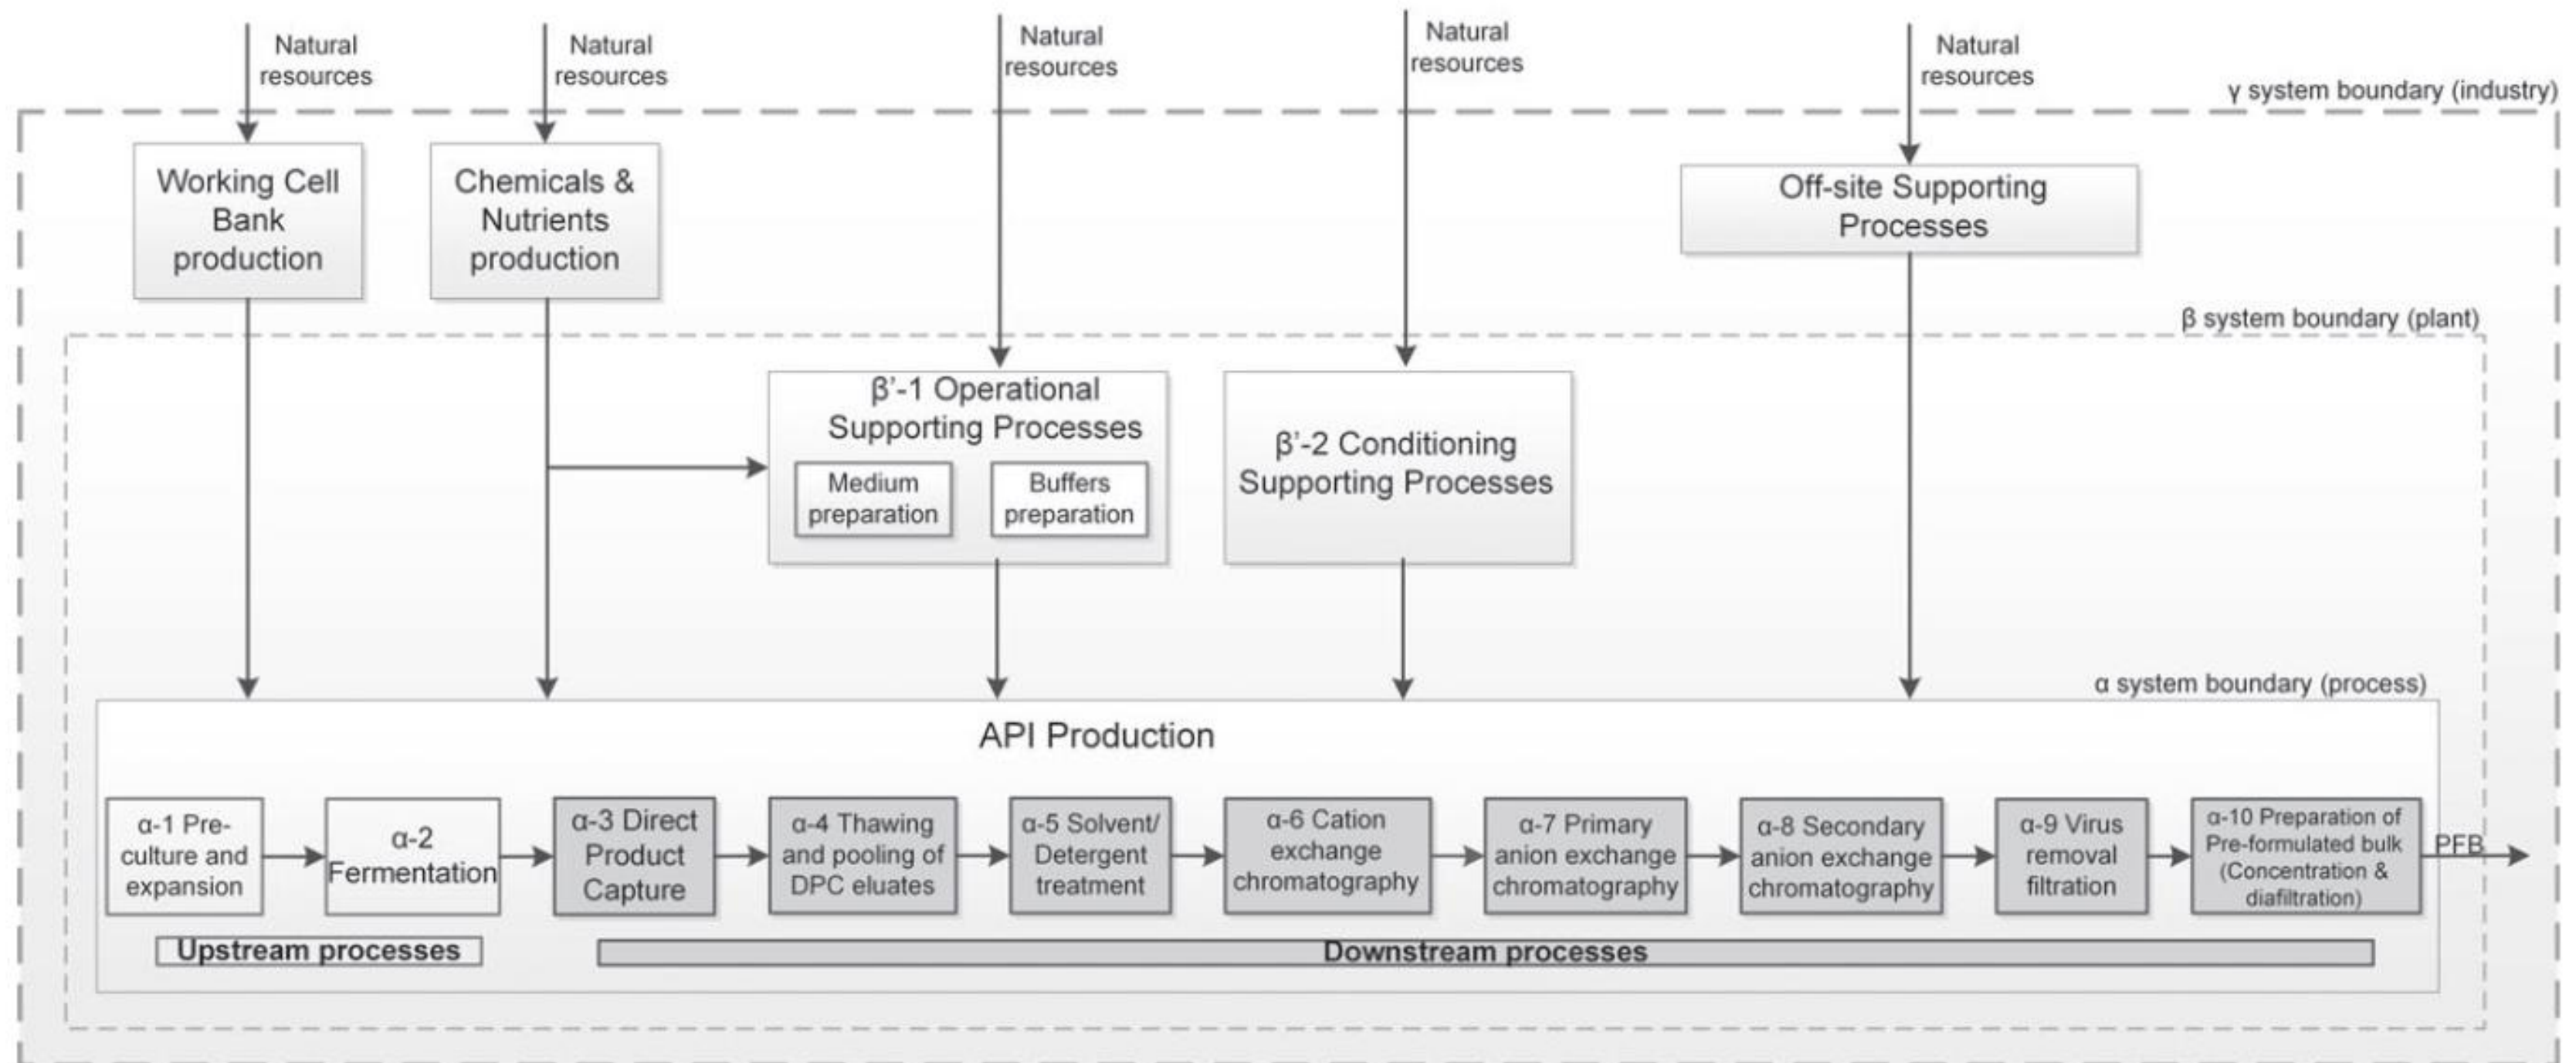 Natural
resources
Natural
resources
Natural
resources
Natural
resources
Natural
resources
γ system boundary (industry)
Working Cell
Bank
production
Chemicals &
Nutrients
production
Off-site Supporting
Processes
β system boundary (plant)
β'-1 Operational
Supporting Processes
Medium
preparation
Buffers
preparation
β'-2 Conditioning
Supporting Processes
α system boundary (process)
API Production
α-1 Pre-
culture and
expansion
α-2
Fermentation
α-3 Direct
Product
Capture
α-4 Thawing
and pooling of
DPC eluates
α-5 Solvent/
Detergent
treatment
α-6 Cation
exchange
chromatography
α-7 Primary
anion exchange
chromatography
α-8 Secondary
anion exchange
chromatography
α-9 Virus
removal
filtration
α-10 Preparation of
Pre-formulated bulk
(Concentration &
diafiltration)
PFB
Upstream processes
Downstream processes